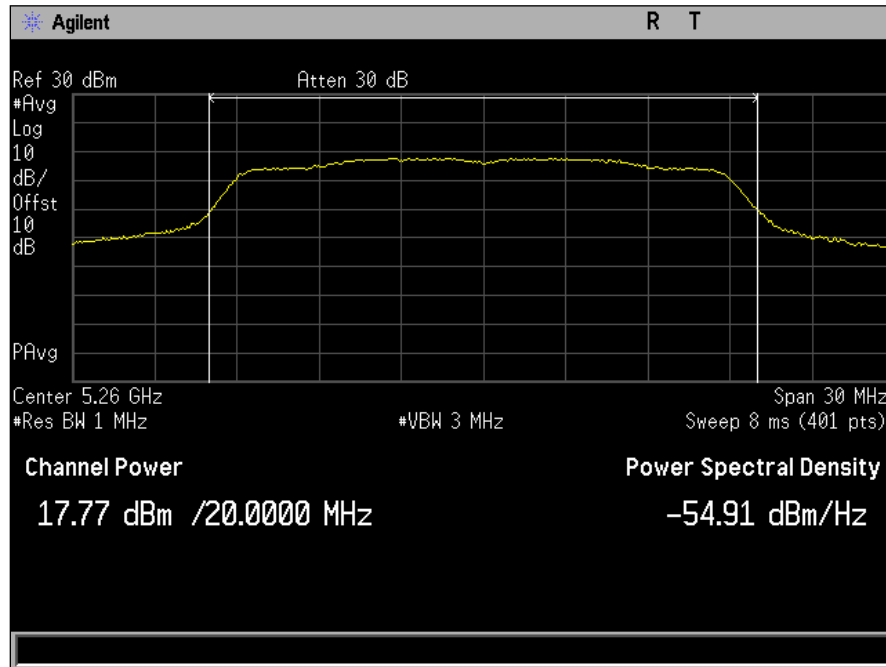 Agilent R T
Ref 30 dBm Atten 30 dB
#Avg
Log
10
dB/
Offst
10
dB
PAvg
Center 5.26 GHz Span 30 MHz
#Res BW 1 MHz #VBW 3 MHz Sweep 8 ms (401 pts)
Channel Power Power Spectral Density
17.77 dBm /20.0000 MHz -54.91 dBm/Hz